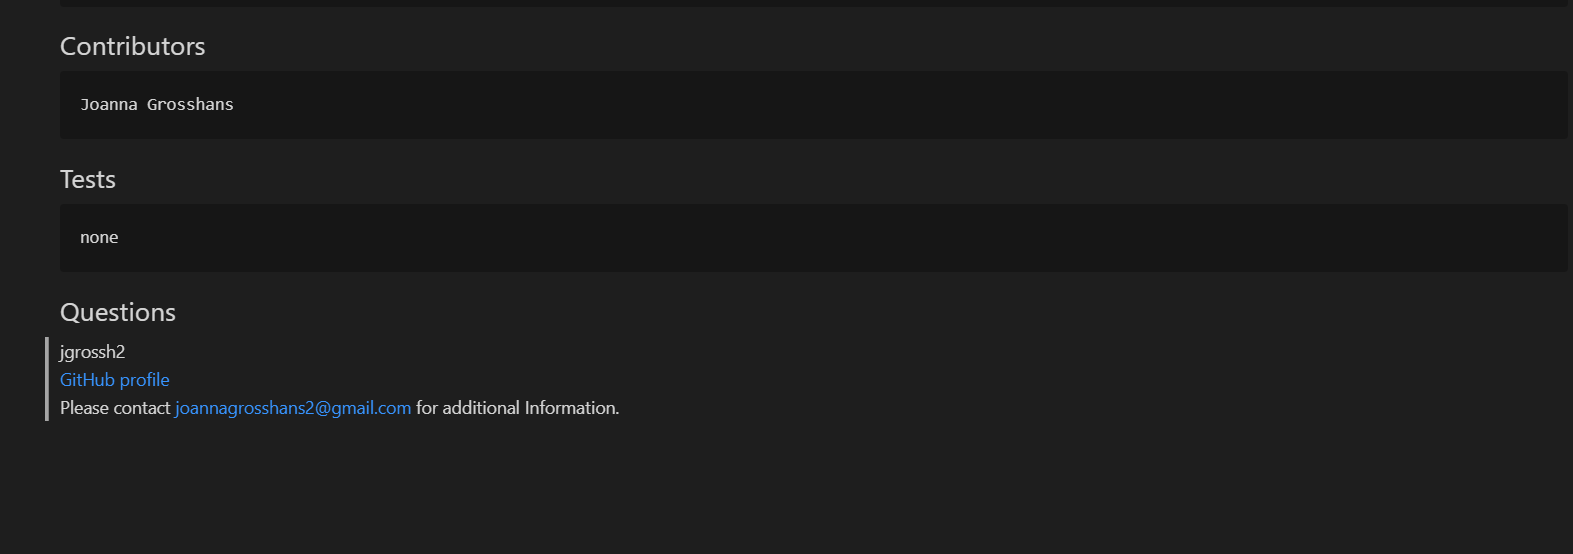 Contributors
Joanna Grosshans
Tests
none
Questions
jgrossh2
GitHub profile
Please contact joannagrosshans2@gmail.com for additional Information.